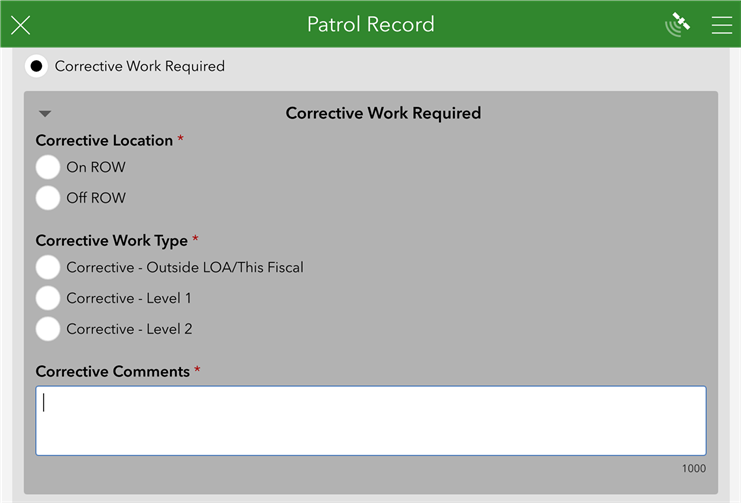 Patrol Record
Corrective Work Required
Corrective Work Required
Corrective Location *
On ROW
Off ROW
Corrective Work Type *
Corrective - Outside LOA/This Fiscal
Corrective - Level 1
Corrective - Level 2
Corrective Comments *
1000